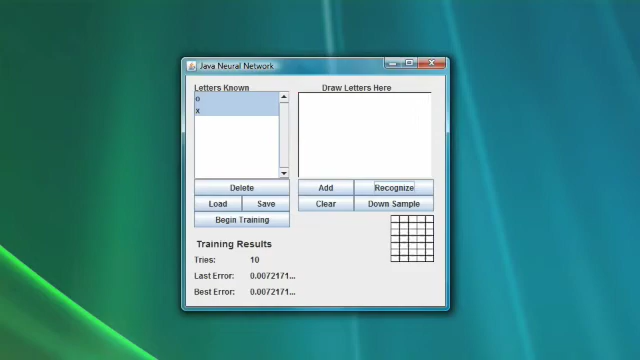 Java Neural Network
Letters Known
Draw Letters Here
o
x
Delete
Add
Recognize
Load
Save
Clear
Down Sample
Begin Training
Training Results
Tries: 10
Last Error: 0.0072171...
Best Error: 0.0072171...